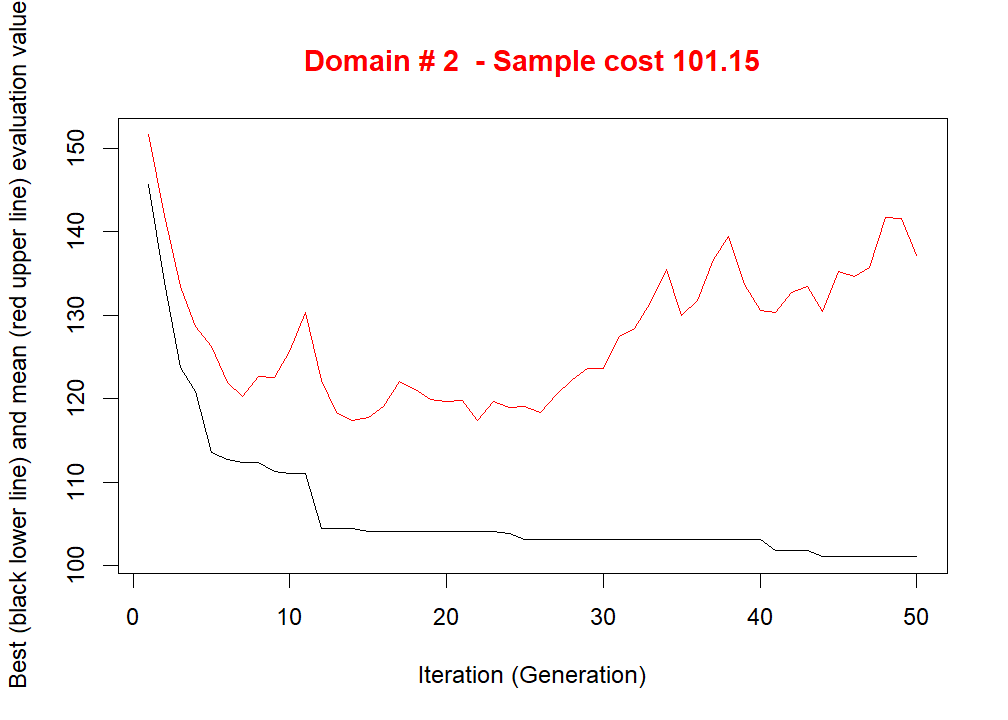 Domain # 2  - Sample cost 101.15
Best (black lower line) and mean (red upper line) evaluation value
150
140
130
120
110
100
0 10 20 30 40 50
Iteration (Generation)